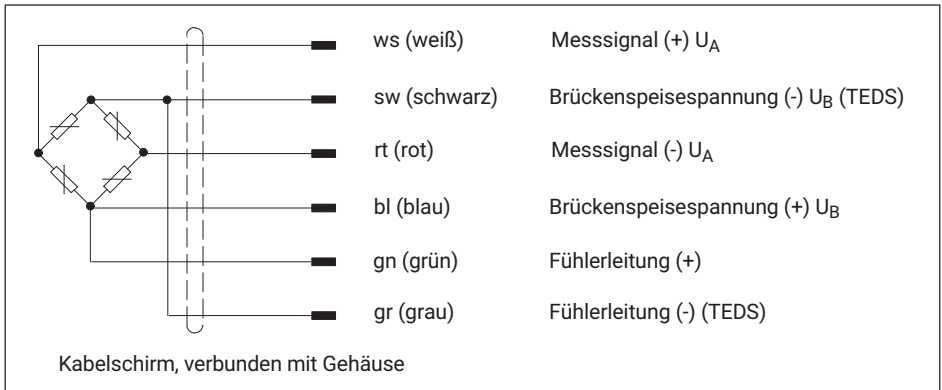 ws (weiß) Messsignal (+) U_A
sw (schwarz) Brückenspeisespannung (-) U_B (TEDS)
rt (rot) Messsignal (-) U_A
bl (blau) Brückenspeisespannung (+) U_B
gn (grün) Fühlerleitung (+)
gr (grau) Fühlerleitung (-) (TEDS)
Kabelschirm, verbunden mit Gehäuse